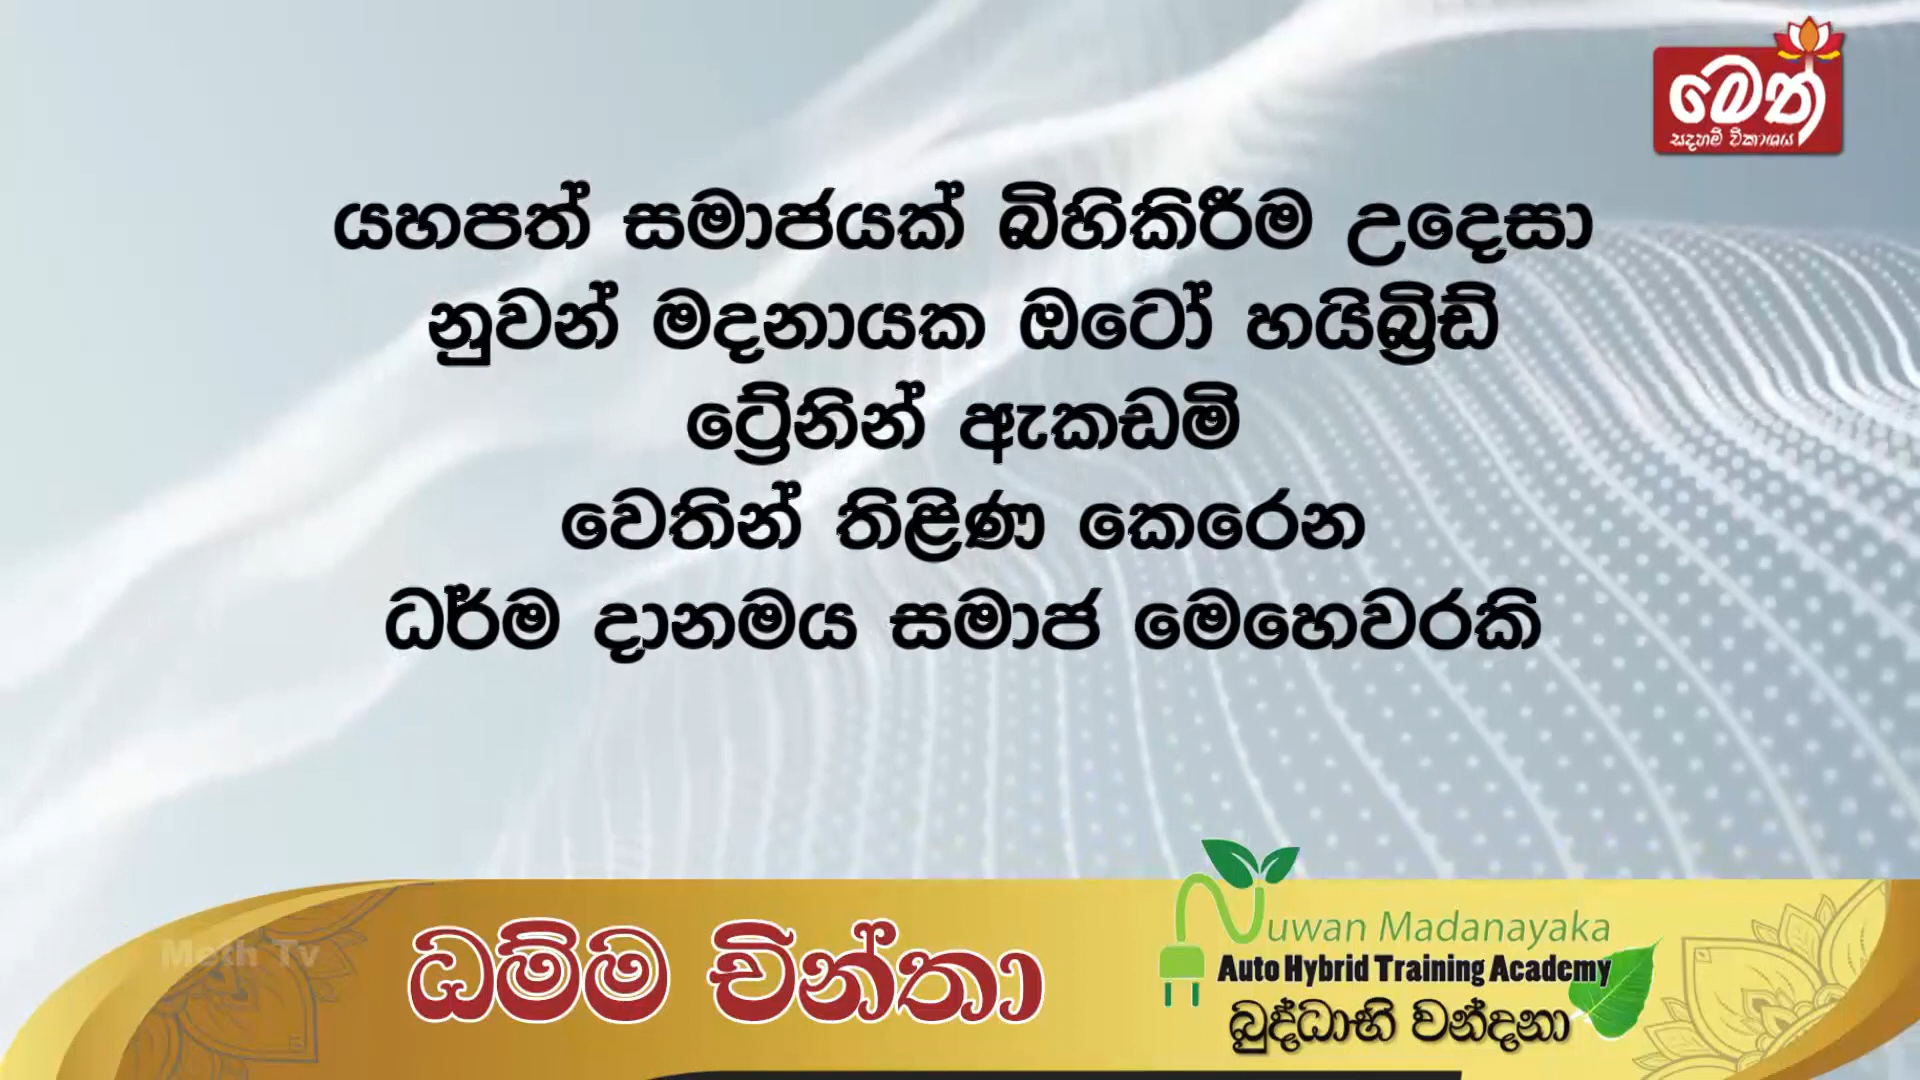 මෙත්
සදහම් විකාශය
යහපත් සමාජයක් බිහිකිරීම උදෙසා
නුවන් මදනායක ඔටෝ හයිබ්‍රිඩ්
ට්‍රේනින් ඇකඩමි
වෙතින් තිළිණ කෙරෙන
ධර්ම දානමය සමාජ මෙහෙවරකි
Meth Tv
ධම්ම චින්තා
Nuwan Madanayaka
Auto Hybrid Training Academy
බුද්ධාභි වන්දනා